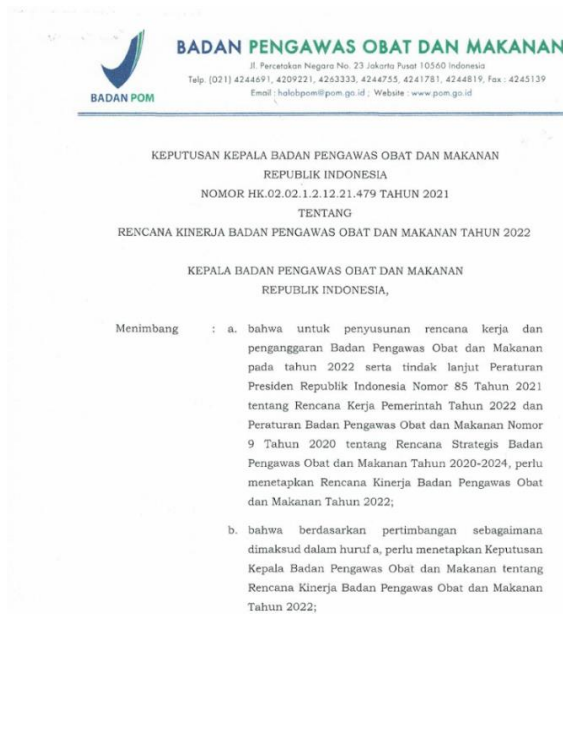 BADAN POM
BADAN PENGAWAS OBAT DAN MAKANAN
Jl. Percetakan Negara No. 23 Jakarta Pusat 10560 Indonesia
Telp. (021) 4244691, 4209221, 4263333, 4244755, 4241781, 4244819, Fax : 4245139
Email : halobpom@pom.go.id ; Website : www.pom.go.id
KEPUTUSAN KEPALA BADAN PENGAWAS OBAT DAN MAKANAN
REPUBLIK INDONESIA
NOMOR HK.02.02.1.2.12.21.479 TAHUN 2021
TENTANG
RENCANA KINERJA BADAN PENGAWAS OBAT DAN MAKANAN TAHUN 2022
KEPALA BADAN PENGAWAS OBAT DAN MAKANAN
REPUBLIK INDONESIA,
Menimbang : a. bahwa untuk penyusunan rencana kerja dan
penganggaran Badan Pengawas Obat dan Makanan
pada tahun 2022 serta tindak lanjut Peraturan
Presiden Republik Indonesia Nomor 85 Tahun 2021
tentang Rencana Kerja Pemerintah Tahun 2022 dan
Peraturan Badan Pengawas Obat dan Makanan Nomor
9 Tahun 2020 tentang Rencana Strategis Badan
Pengawas Obat dan Makanan Tahun 2020-2024, perlu
menetapkan Rencana Kinerja Badan Pengawas Obat
dan Makanan Tahun 2022;
b. bahwa berdasarkan pertimbangan sebagaimana
dimaksud dalam huruf a, perlu menetapkan Keputusan
Kepala Badan Pengawas Obat dan Makanan tentang
Rencana Kinerja Badan Pengawas Obat dan Makanan
Tahun 2022;